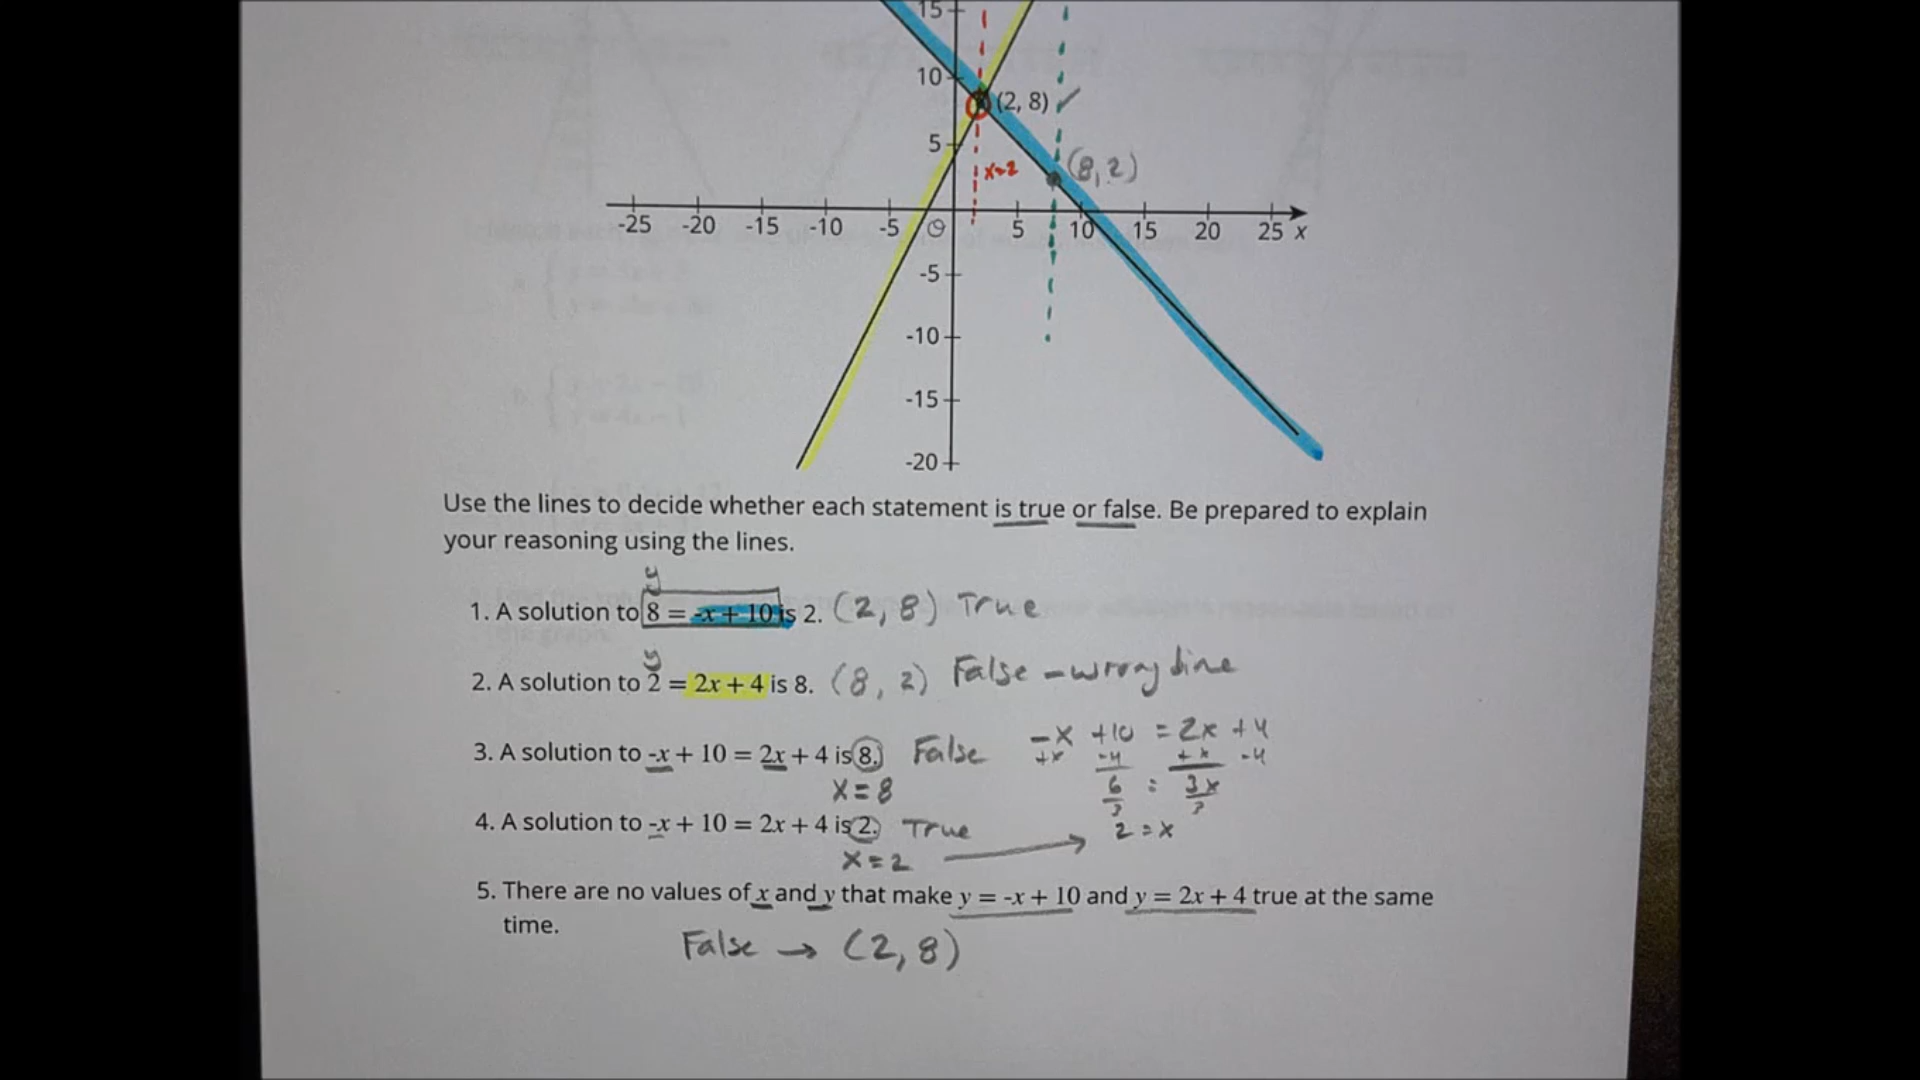 15
10
(2, 8) ✓
5
x=2
(8, 2)
-25 -20 -15 -10 -5 O 5 10 15 20 25 x
-5
-10
-15
-20
Use the lines to decide whether each statement is true or false. Be prepared to explain
your reasoning using the lines.
y
1. A solution to 8 = -x + 10 is 2. (2, 8) True
y
2. A solution to 2 = 2x + 4 is 8. (8, 2) False - wrong line
-x +10 = 2x +4
3. A solution to -x + 10 = 2x + 4 is 8. False
+x -4 +x -4
6 = 3x
x = 8
3 3
4. A solution to -x + 10 = 2x + 4 is 2. True
2 = x
x = 2 →
5. There are no values of x and y that make y = -x + 10 and y = 2x + 4 true at the same
time.
False → (2, 8)